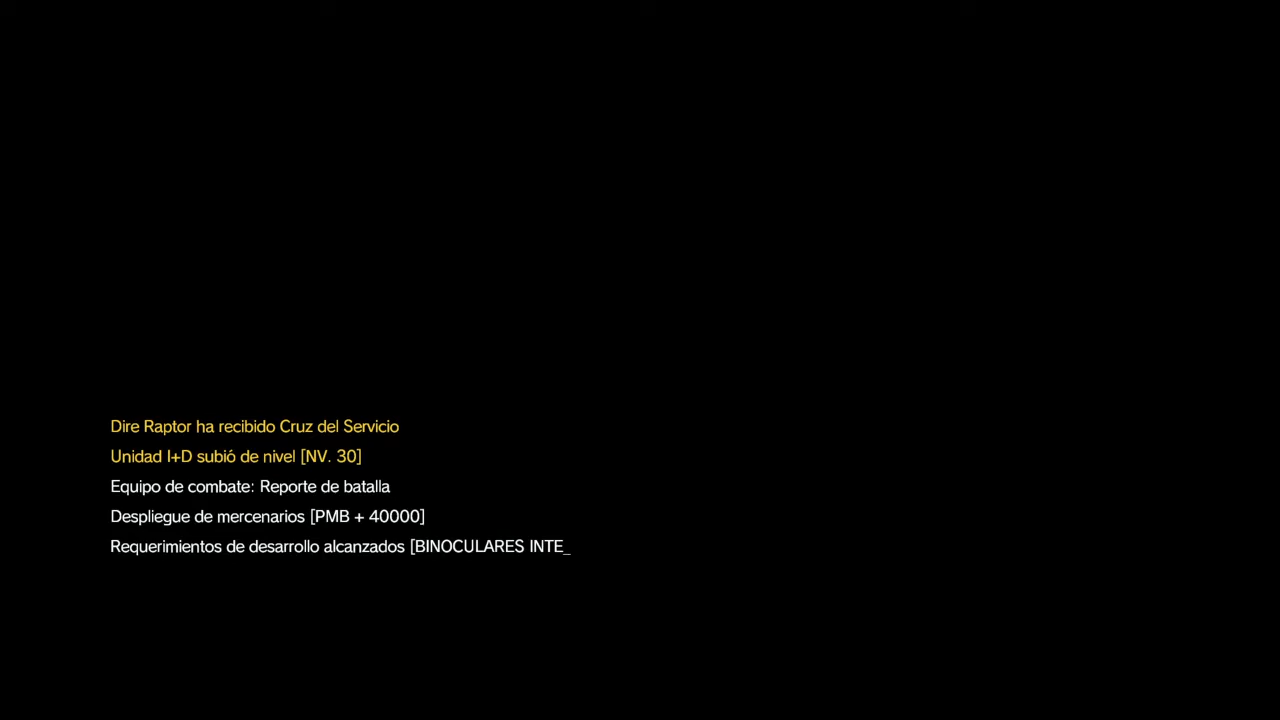 Dire Raptor ha recibido Cruz del Servicio
Unidad I+D subió de nivel [NV. 30]
Equipo de combate: Reporte de batalla
Despliegue de mercenarios [PMB + 40000]
Requerimientos de desarrollo alcanzados [BINOCULARES INTE_